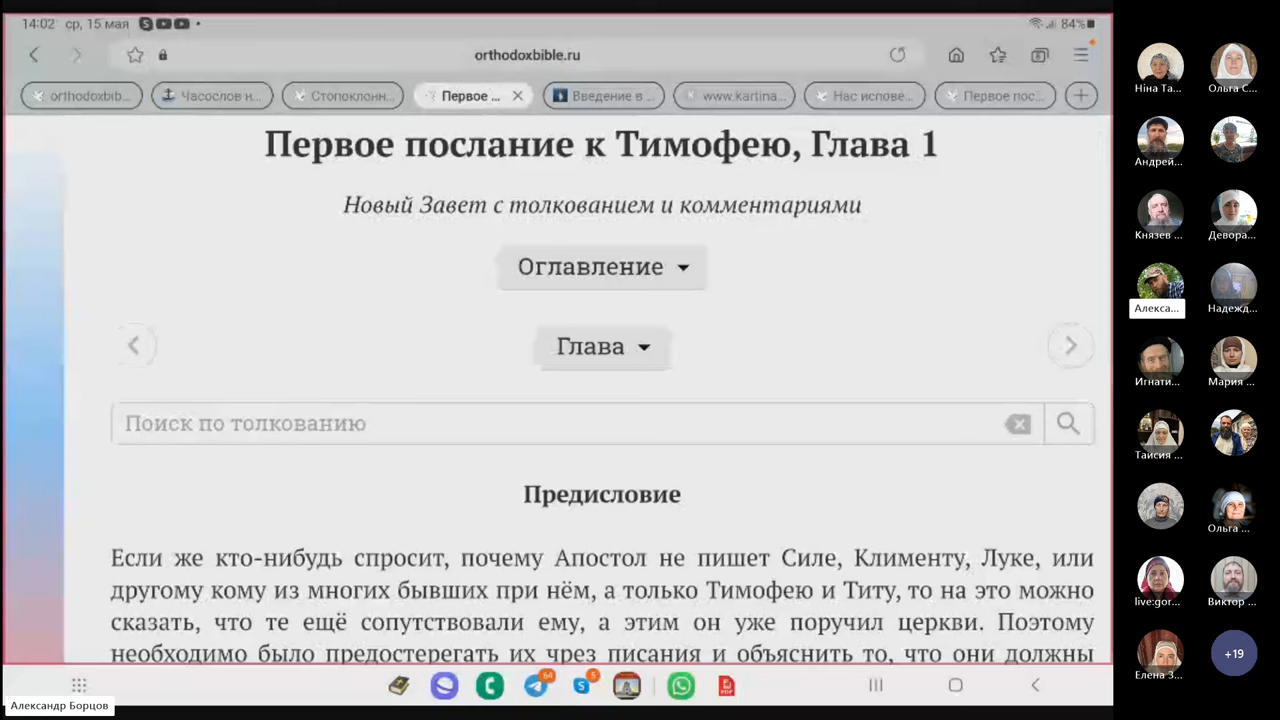 14:02 ср, 15 мая
84%
orthodoxbible.ru
orthodoxbib...
Часослов н...
Стопоклонн...
Первое ...
Введение в ...
www.kartina...
Нас испове...
Первое пос...
Первое послание к Тимофею, Глава 1
Новый Завет с толкованием и комментариями
Оглавление
Глава
Поиск по толкованию
Предисловие
Если же кто-нибудь спросит, почему Апостол не пишет Силе, Клименту, Луке, или
другому кому из многих бывших при нём, а только Тимофею и Титу, то на это можно
сказать, что те ещё сопутствовали ему, а этим он уже поручил церкви. Поэтому
необходимо было предостерегать их чрез писания и объяснить то, что они должны
64
5
PDF
Александр Борцов
Ніна Та...
Ольга С...
Андрей...
Князев ...
Девора...
Алекса...
Надежд...
Игнати...
Мария ...
Таисия ...
Ольга ...
live:gor...
Виктор ...
Елена З...
+19